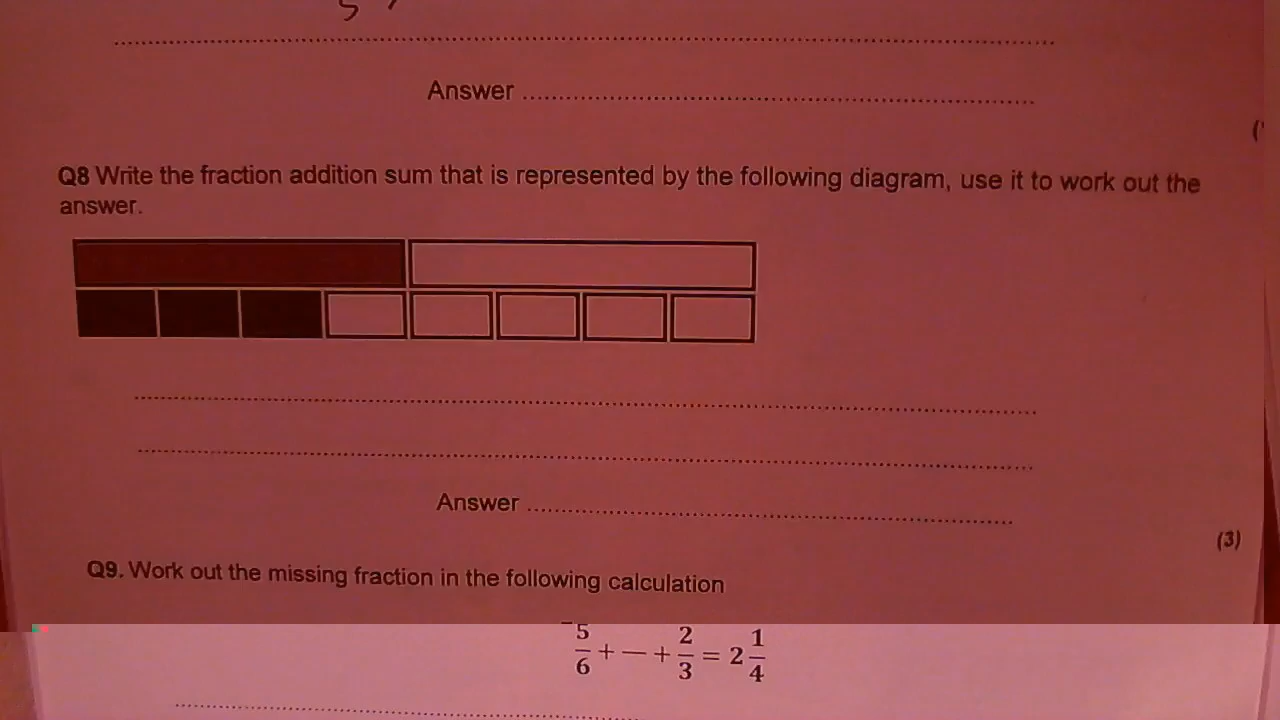 Answer ................................................
Q8 Write the fraction addition sum that is represented by the following diagram, use it to work out the
answer.
Answer ................................................
(3)
Q9. Work out the missing fraction in the following calculation
5/6 + — + 2/3 = 2 1/4